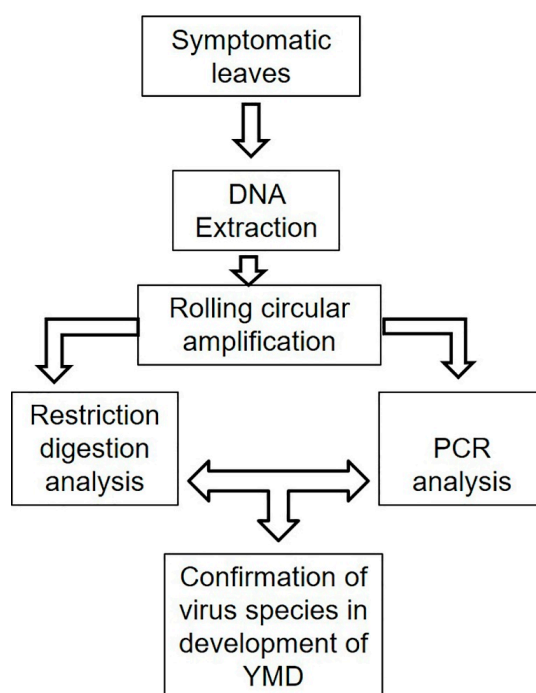 Symptomatic
leaves
DNA
Extraction
Rolling circular
amplification
Restriction
digestion
analysis
PCR
analysis
Confirmation of
virus species in
development of
YMD